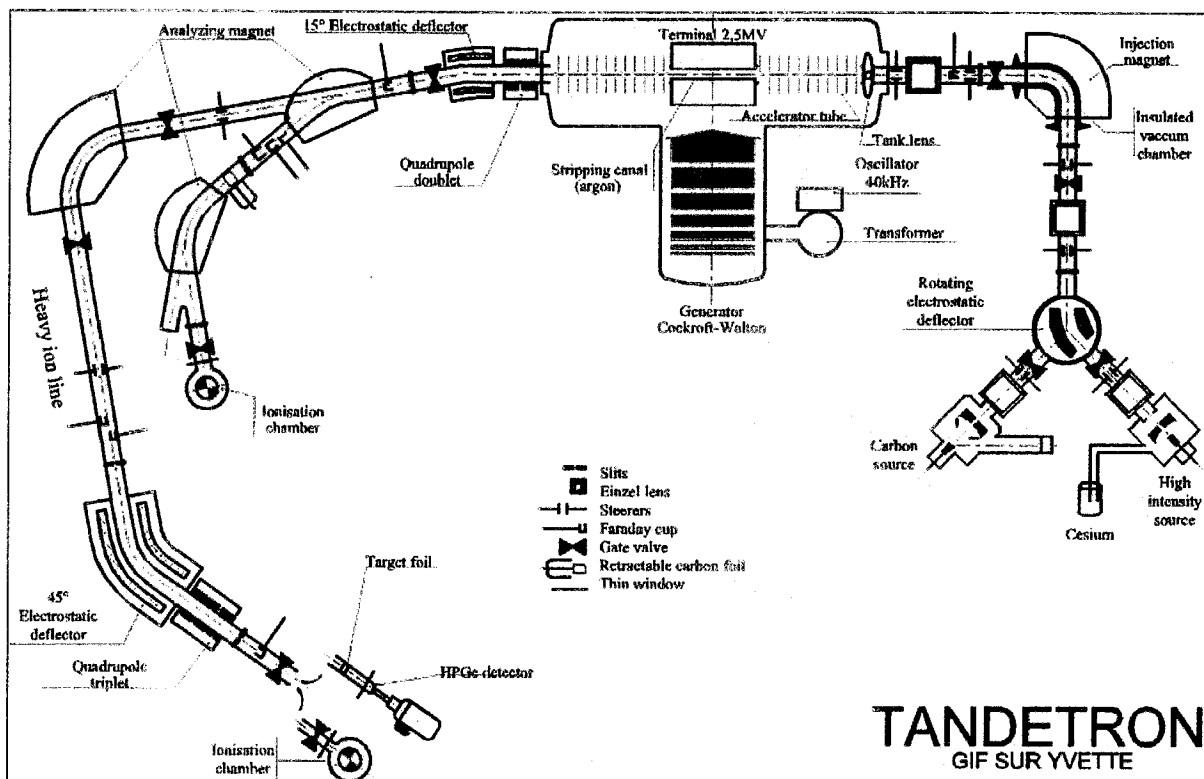 Analyzing magnet
15° Electrostatic deflector
Terminal 2,5MV
Injection
magnet
Accelerator tube
Insulated
vaccum
chamber
Tank lens
Quadrupole
doublet
Stripping canal
(argon)
Oscillator
40kHz
Transformer
Generator
Cockroft-Walton
Rotating
electrostatic
deflector
Heavy ion line
Ionisation
chamber
Carbon
source
High
intensity
source
Cesium
Slits
Einzel lens
Steerers
Faraday cup
Gate valve
Retractable carbon foil
Thin window
Target foil
45°
Electrostatic
deflector
Quadrupole
triplet
HPGe detector
Ionisation
chamber
TANDETRON
GIF SUR YVETTE